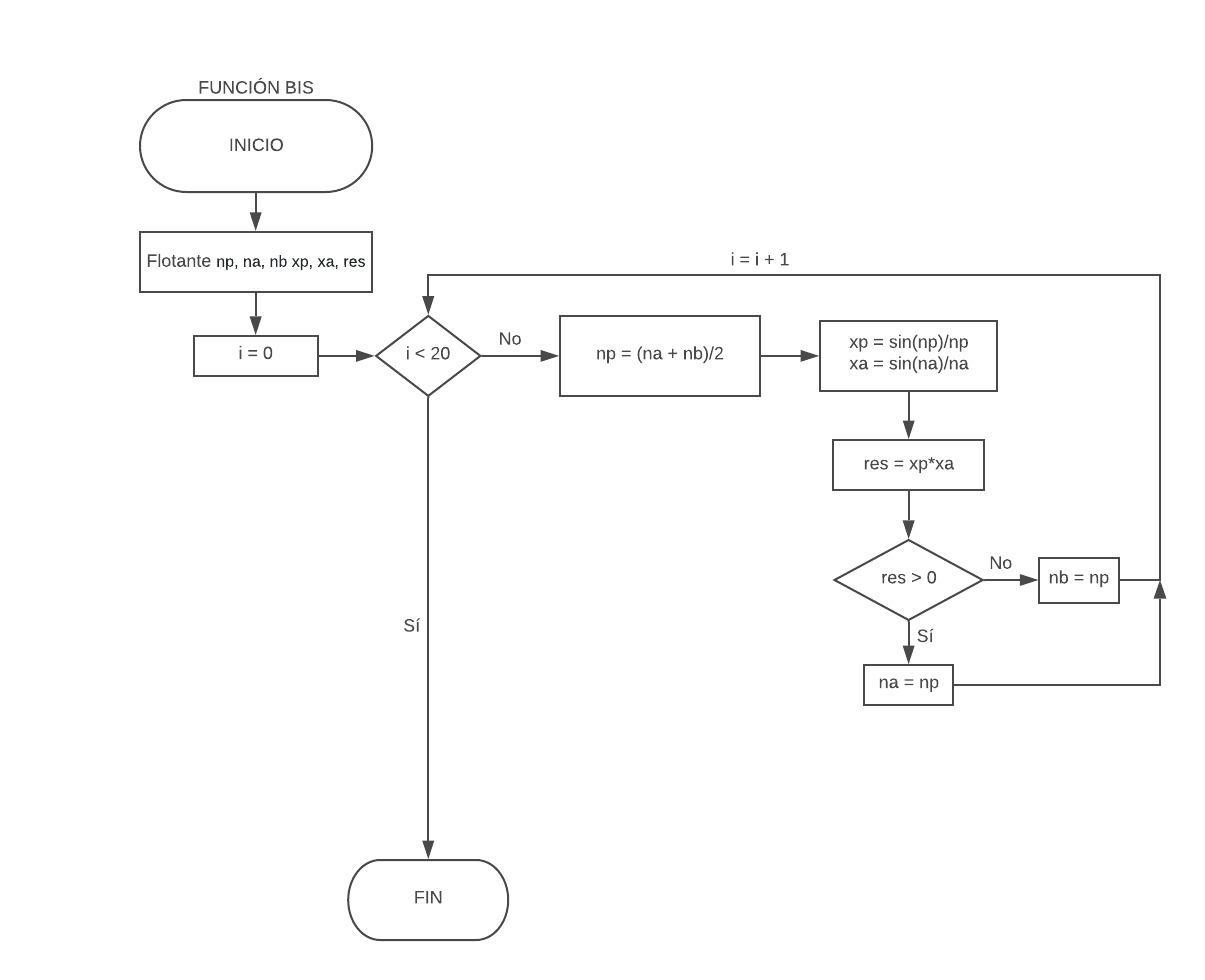 FUNCIÓN BIS
INICIO
Flotante np, na, nb xp, xa, res
i = 0
i < 20
i = i + 1
No
np = (na + nb)/2
xp = sin(np)/np
xa = sin(na)/na
res = xp*xa
res > 0
No
nb = np
Sí
na = np
Sí
FIN